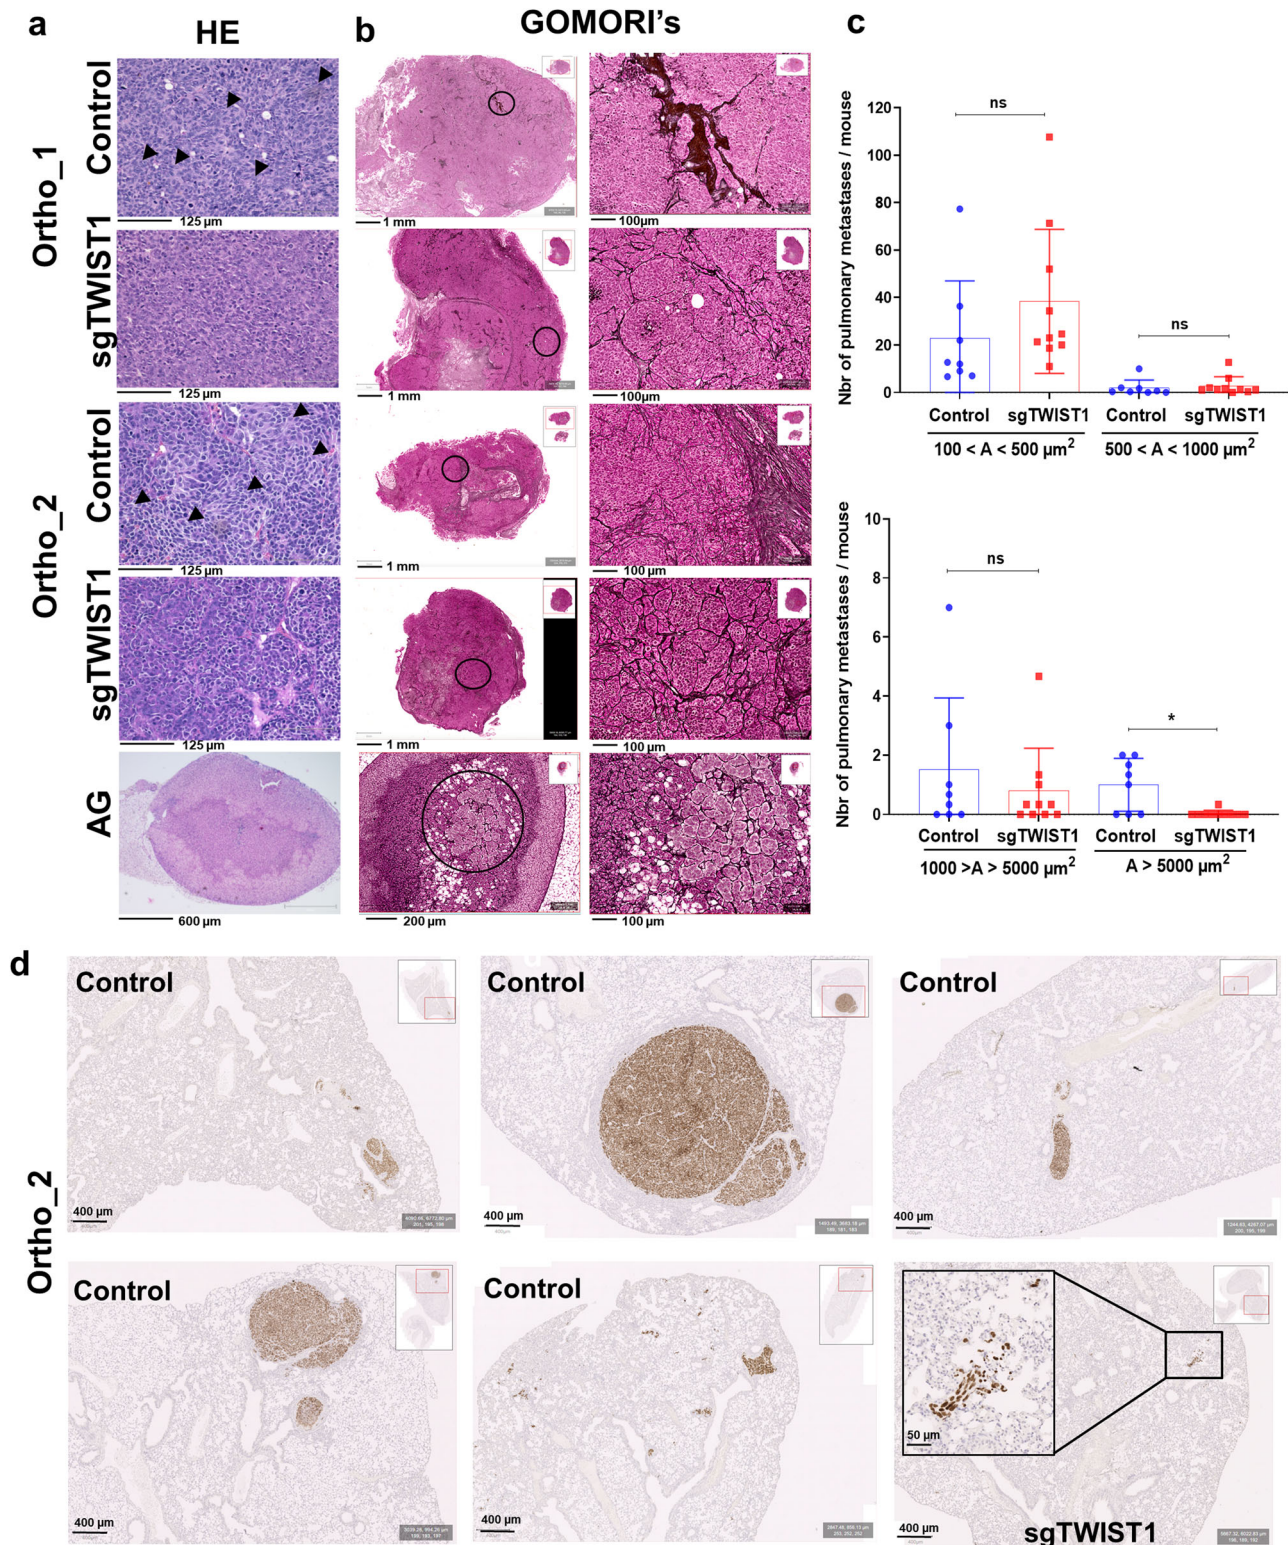 a
HE
b
GOMORI's
c
Ortho_1
Control
125 µm
1 mm
100µm
sgTWIST1
125 µm
1 mm
100µm
Ortho_2
Control
125 µm
1 mm
100 µm
sgTWIST1
125 µm
1 mm
100 µm
AG
600 µm
200 µm
100 µm
Nbr of pulmonary metastases / mouse
120
100
80
60
40
20
0
ns
ns
Control
sgTWIST1
Control
sgTWIST1
100 < A < 500 µm²
500 < A < 1000 µm²
Nbr of pulmonary metastases / mouse
10
8
6
4
2
0
ns
*
Control
sgTWIST1
Control
sgTWIST1
1000 >A > 5000 µm²
A > 5000 µm²
d
Ortho_2
Control
400 µm
Control
400 µm
Control
400 µm
Control
400 µm
Control
400 µm
50 µm
400 µm
sgTWIST1